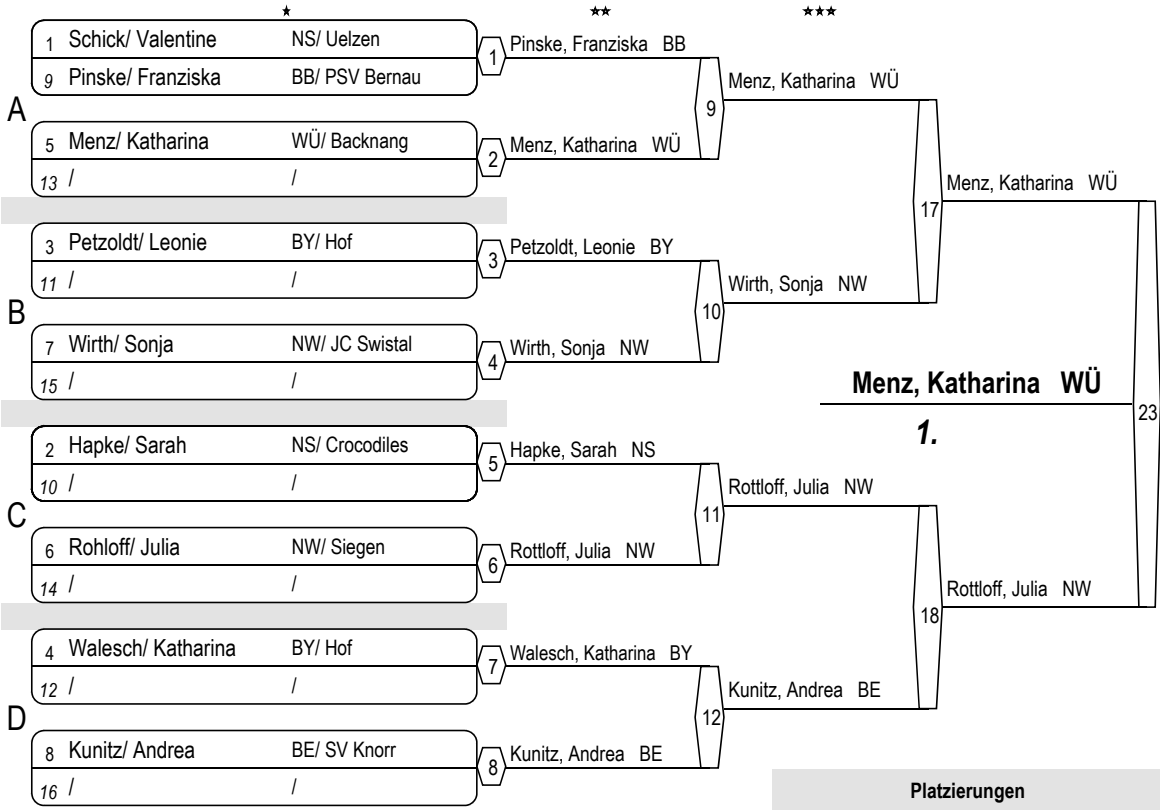 ★ ★★ ★★★
1 Schick/ Valentine NS/ Uelzen
9 Pinske/ Franziska BB/ PSV Bernau
1 Pinske, Franziska BB
A
9 Menz, Katharina WÜ
5 Menz/ Katharina WÜ/ Backnang
13 / /
2 Menz, Katharina WÜ
17 Menz, Katharina WÜ
3 Petzoldt/ Leonie BY/ Hof
11 / /
3 Petzoldt, Leonie BY
B
10 Wirth, Sonja NW
7 Wirth/ Sonja NW/ JC Swistal
15 / /
4 Wirth, Sonja NW
Menz, Katharina WÜ
23
1.
2 Hapke/ Sarah NS/ Crocodiles
10 / /
5 Hapke, Sarah NS
C
11 Rottloff, Julia NW
6 Rohloff/ Julia NW/ Siegen
14 / /
6 Rottloff, Julia NW
18 Rottloff, Julia NW
4 Walesch/ Katharina BY/ Hof
12 / /
7 Walesch, Katharina BY
D
12 Kunitz, Andrea BE
8 Kunitz/ Andrea BE/ SV Knorr
16 / /
8 Kunitz, Andrea BE
Platzierungen